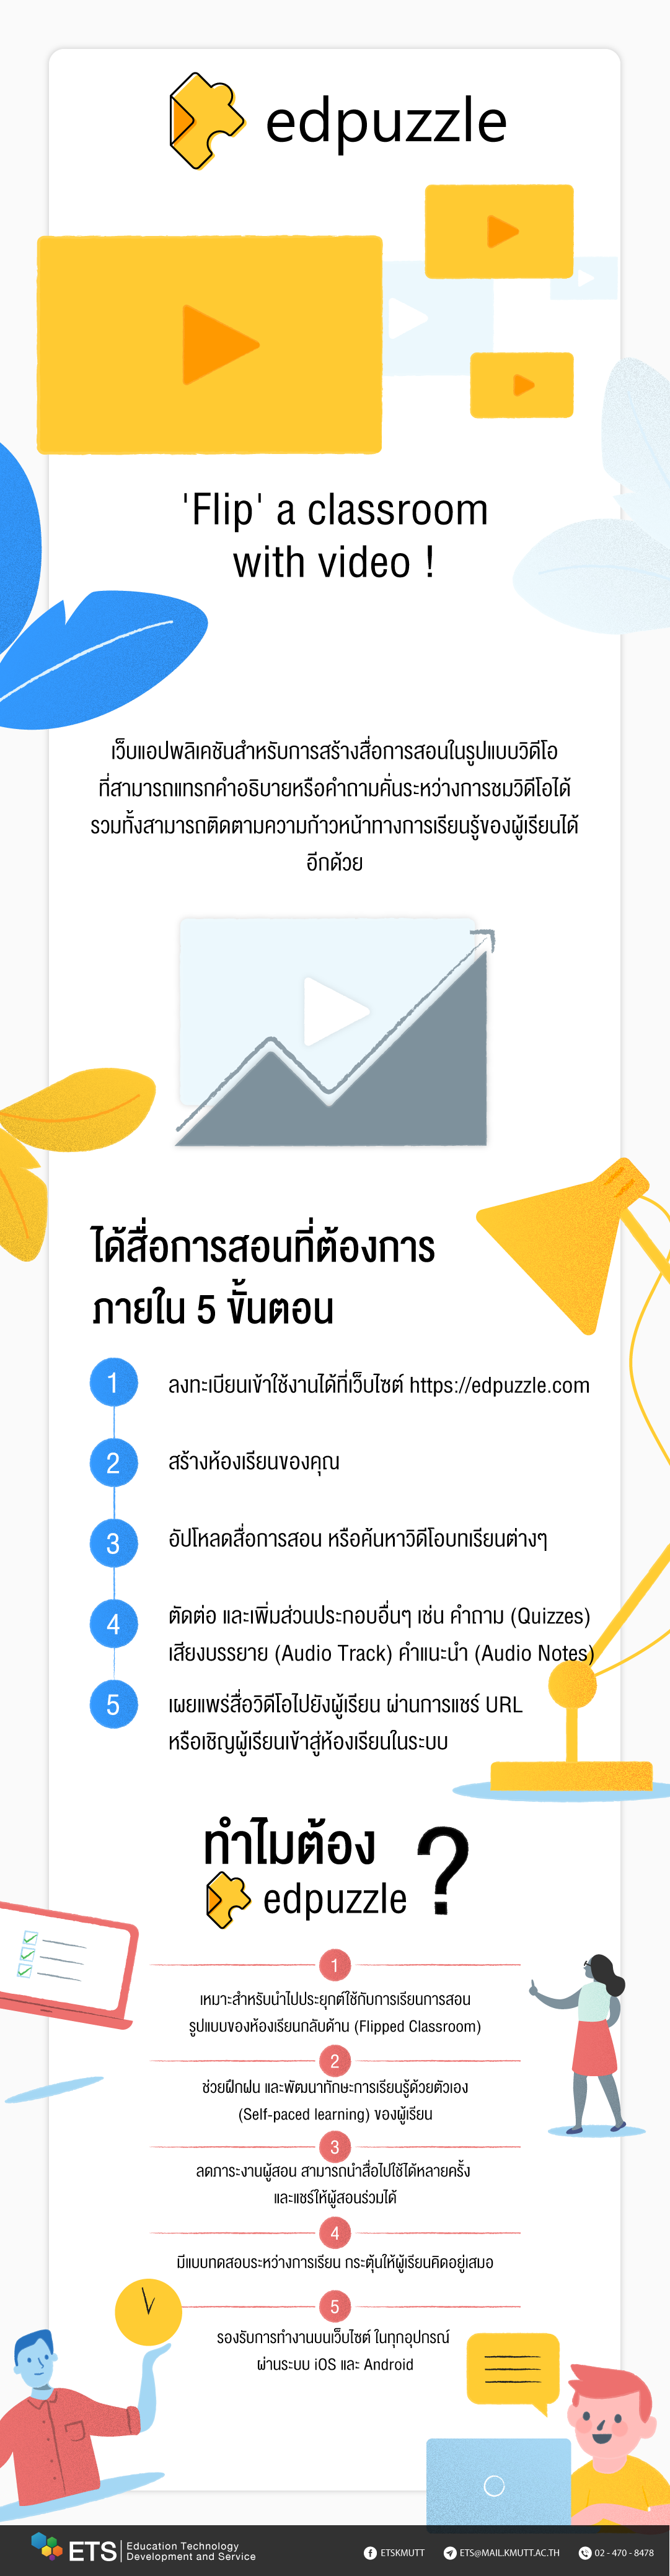 edpuzzle
'Flip' a classroom
with video !
เว็บแอปพลิเคชันสำหรับการสร้างสื่อการสอนในรูปแบบวิดีโอ
ที่สามารถแทรกคำอธิบายหรือคำถามคั่นระหว่างการชมวิดีโอได้
รวมทั้งสามารถติดตามความก้าวหน้าทางการเรียนรู้ของผู้เรียนได้
อีกด้วย
ได้สื่อการสอนที่ต้องการ
ภายใน 5 ขั้นตอน
1 ลงทะเบียนเข้าใช้งานได้ที่เว็บไซต์ https://edpuzzle.com
2 สร้างห้องเรียนของคุณ
3 อัปโหลดสื่อการสอน หรือค้นหาวิดีโอบทเรียนต่างๆ
4 ตัดต่อ และเพิ่มส่วนประกอบอื่นๆ เช่น คำถาม (Quizzes)
เสียงบรรยาย (Audio Track) คำแนะนำ (Audio Notes)
5 เผยแพร่สื่อวิดีโอไปยังผู้เรียน ผ่านการแชร์ URL
หรือเชิญผู้เรียนเข้าสู่ห้องเรียนในระบบ
ทำไมต้อง
edpuzzle ?
1
เหมาะสำหรับนำไปประยุกต์ใช้กับการเรียนการสอน
รูปแบบของห้องเรียนกลับด้าน (Flipped Classroom)
2
ช่วยฝึกฝน และพัฒนาทักษะการเรียนรู้ด้วยตัวเอง
(Self-paced learning) ของผู้เรียน
3
ลดภาระงานผู้สอน สามารถนำสื่อไปใช้ได้หลายครั้ง
และแชร์ให้ผู้สอนร่วมได้
4
มีแบบทดสอบระหว่างการเรียน กระตุ้นให้ผู้เรียนคิดอยู่เสมอ
5
รองรับการทำงานบนเว็บไซต์ ในทุกอุปกรณ์
ผ่านระบบ iOS และ Android
ETS Education Technology
Development and Service
ETSKMUTT ETS@MAIL.KMUTT.AC.TH 02 - 470 - 8478